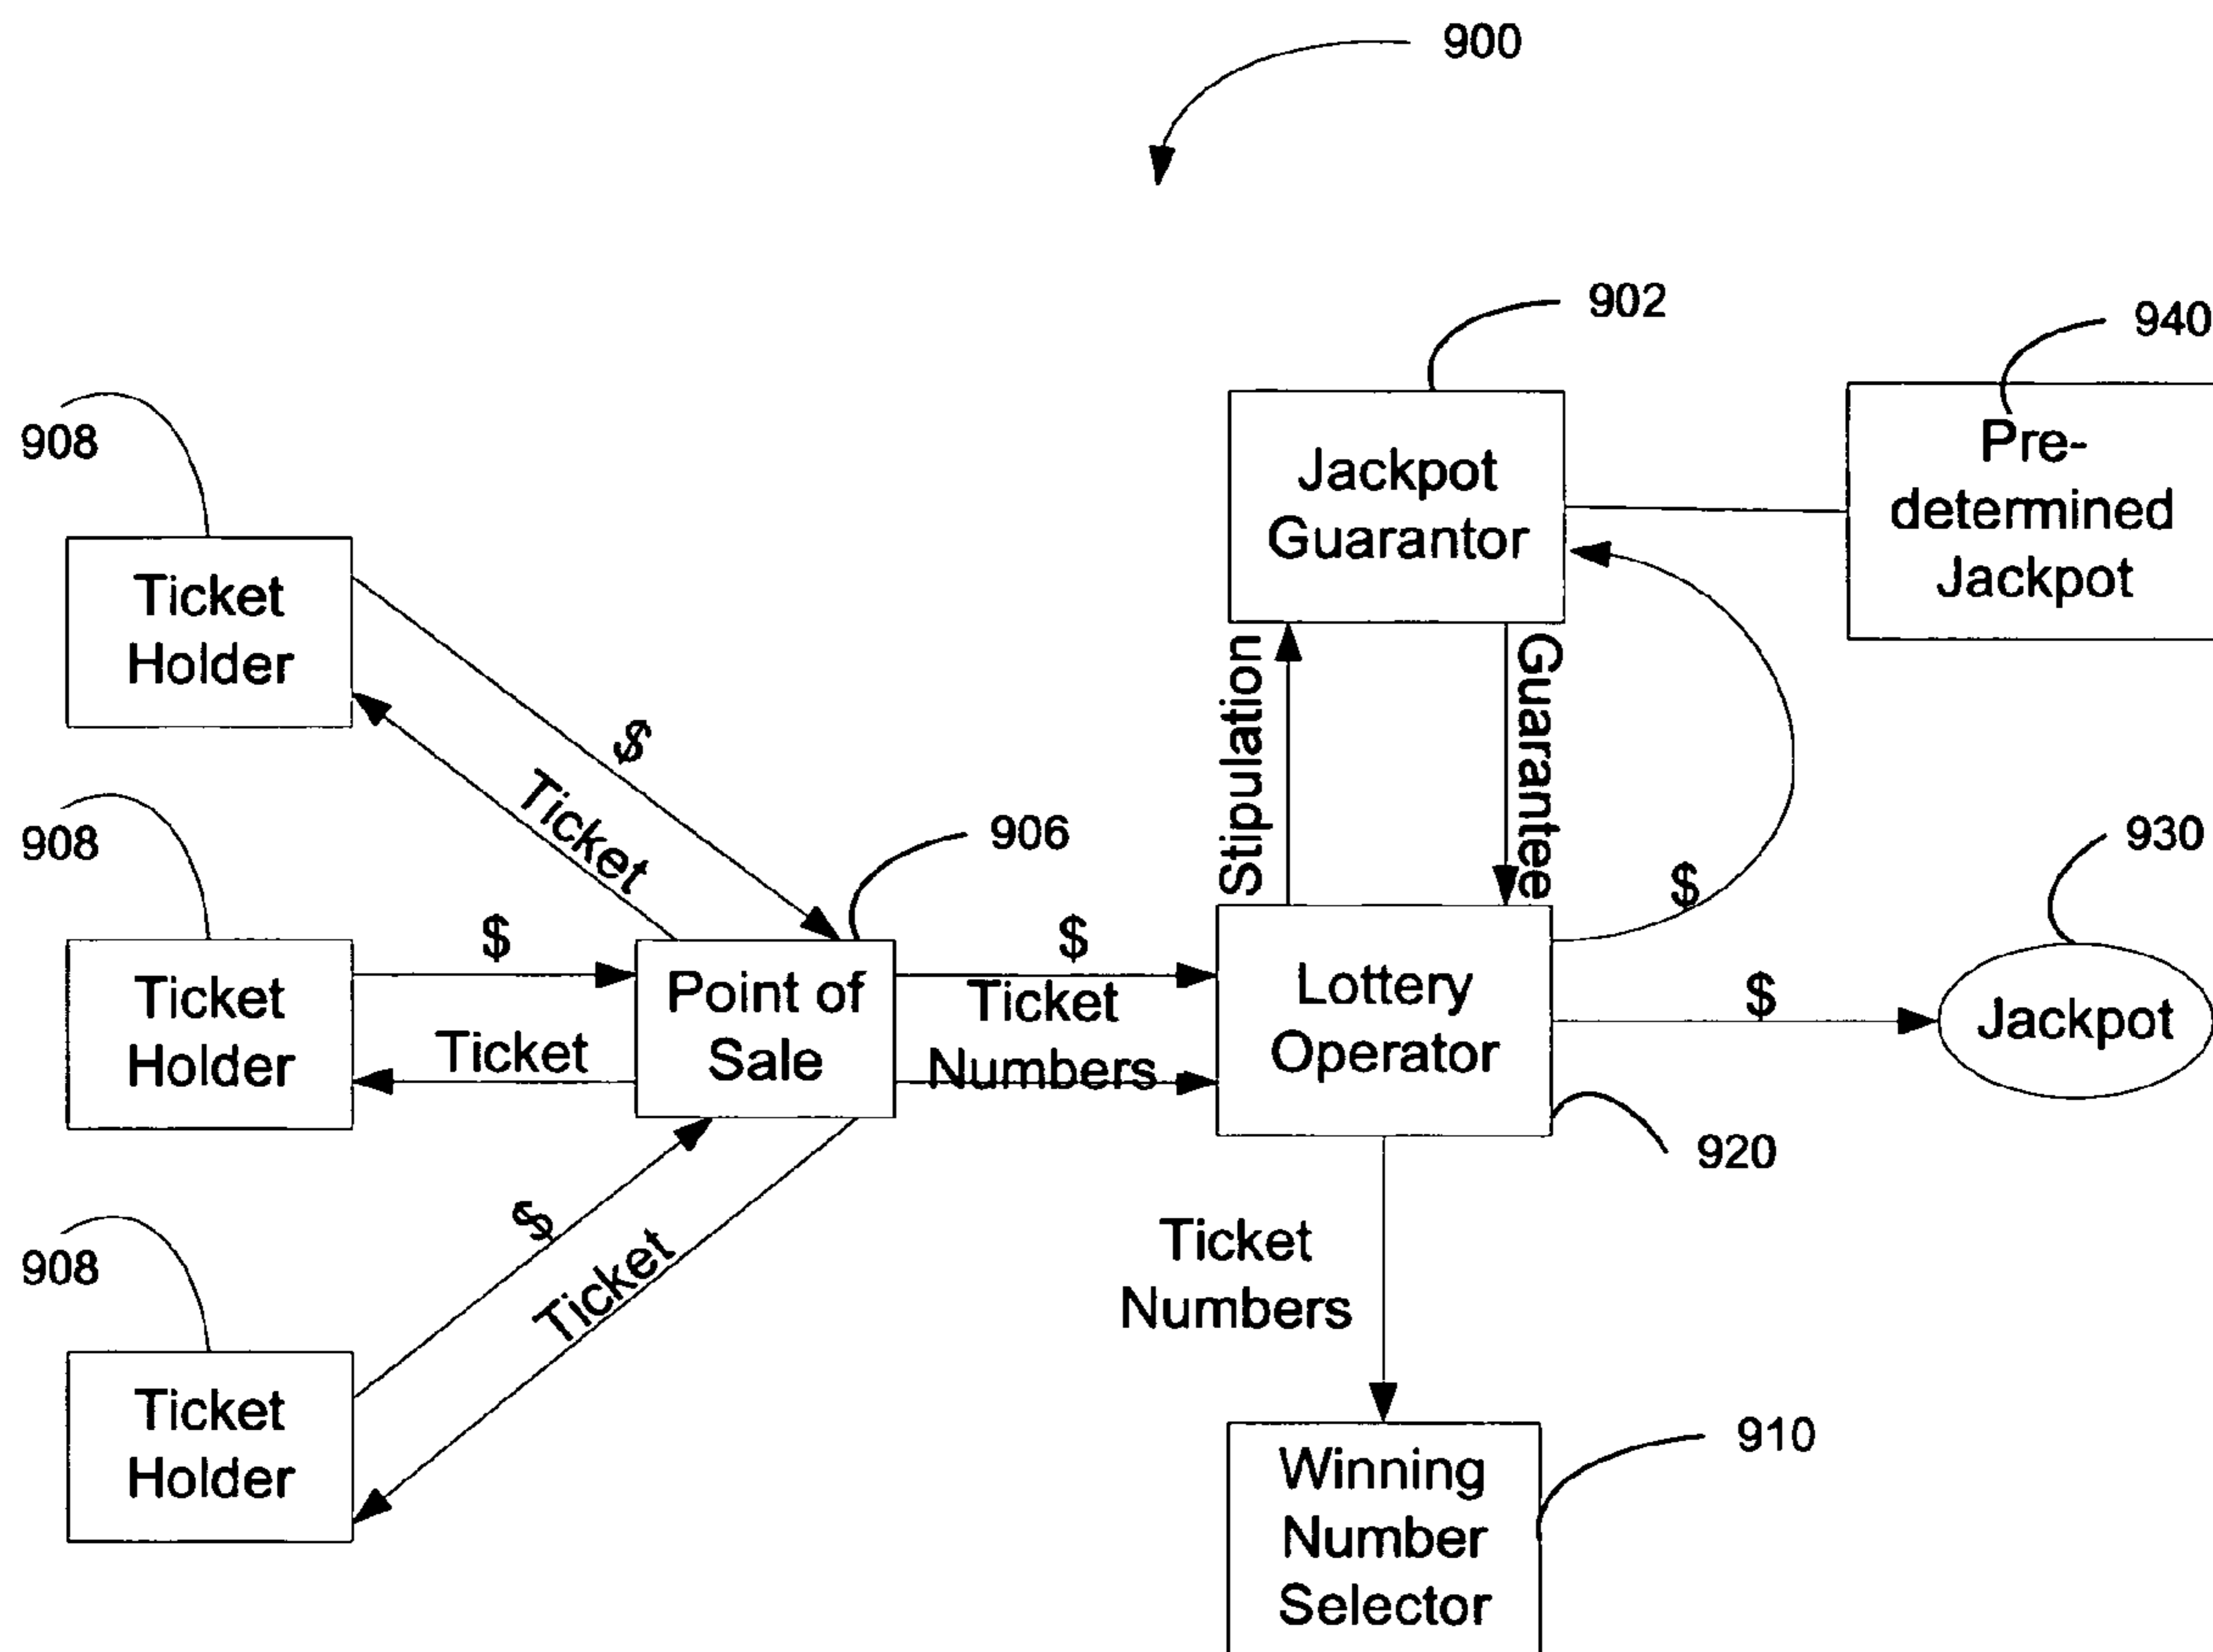 900
902
940
908
Jackpot
Guarantor
Pre-
determined
Jackpot
Ticket
Holder
$
Ticket
Stipulation
Guarantee
$
908
906
930
Ticket
Holder
$
Ticket
Point of
Sale
$
Ticket
Numbers
Lottery
Operator
$
Jackpot
920
908
$
Ticket
Ticket
Numbers
Ticket
Holder
910
Winning
Number
Selector